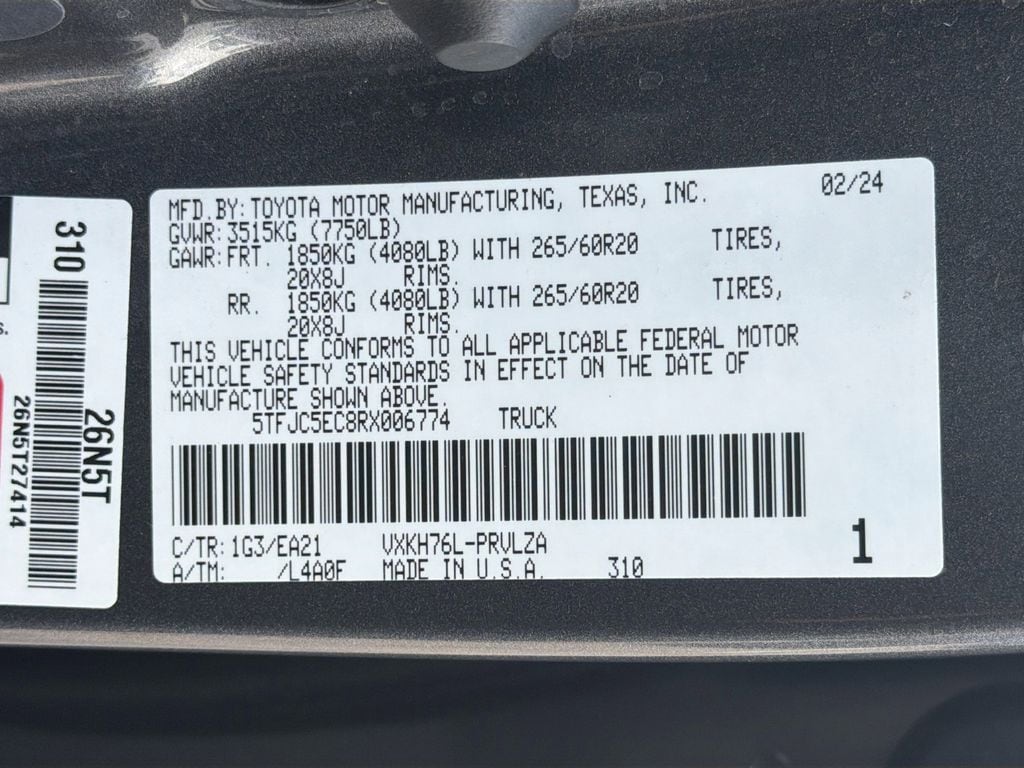 MFD.BY:TOYOTA MOTOR MANUFACTURING, TEXAS, INC. 02/24
GVWR:3515KG (7750LB)
GAWR:FRT. 1850KG (4080LB) WITH 265/60R20 TIRES,
20X8J RIMS.
RR. 1850KG (4080LB) WITH 265/60R20 TIRES,
20X8J RIMS.
THIS VEHICLE CONFORMS TO ALL APPLICABLE FEDERAL MOTOR
VEHICLE SAFETY STANDARDS IN EFFECT ON THE DATE OF
MANUFACTURE SHOWN ABOVE.
5TFJC5EC8RX006774 TRUCK
C/TR:1G3/EA21 VXKH76L-PRVLZA
A/TM: /L4A0F MADE IN U.S.A. 310
1
310
26N5T
26N5T27414
s.